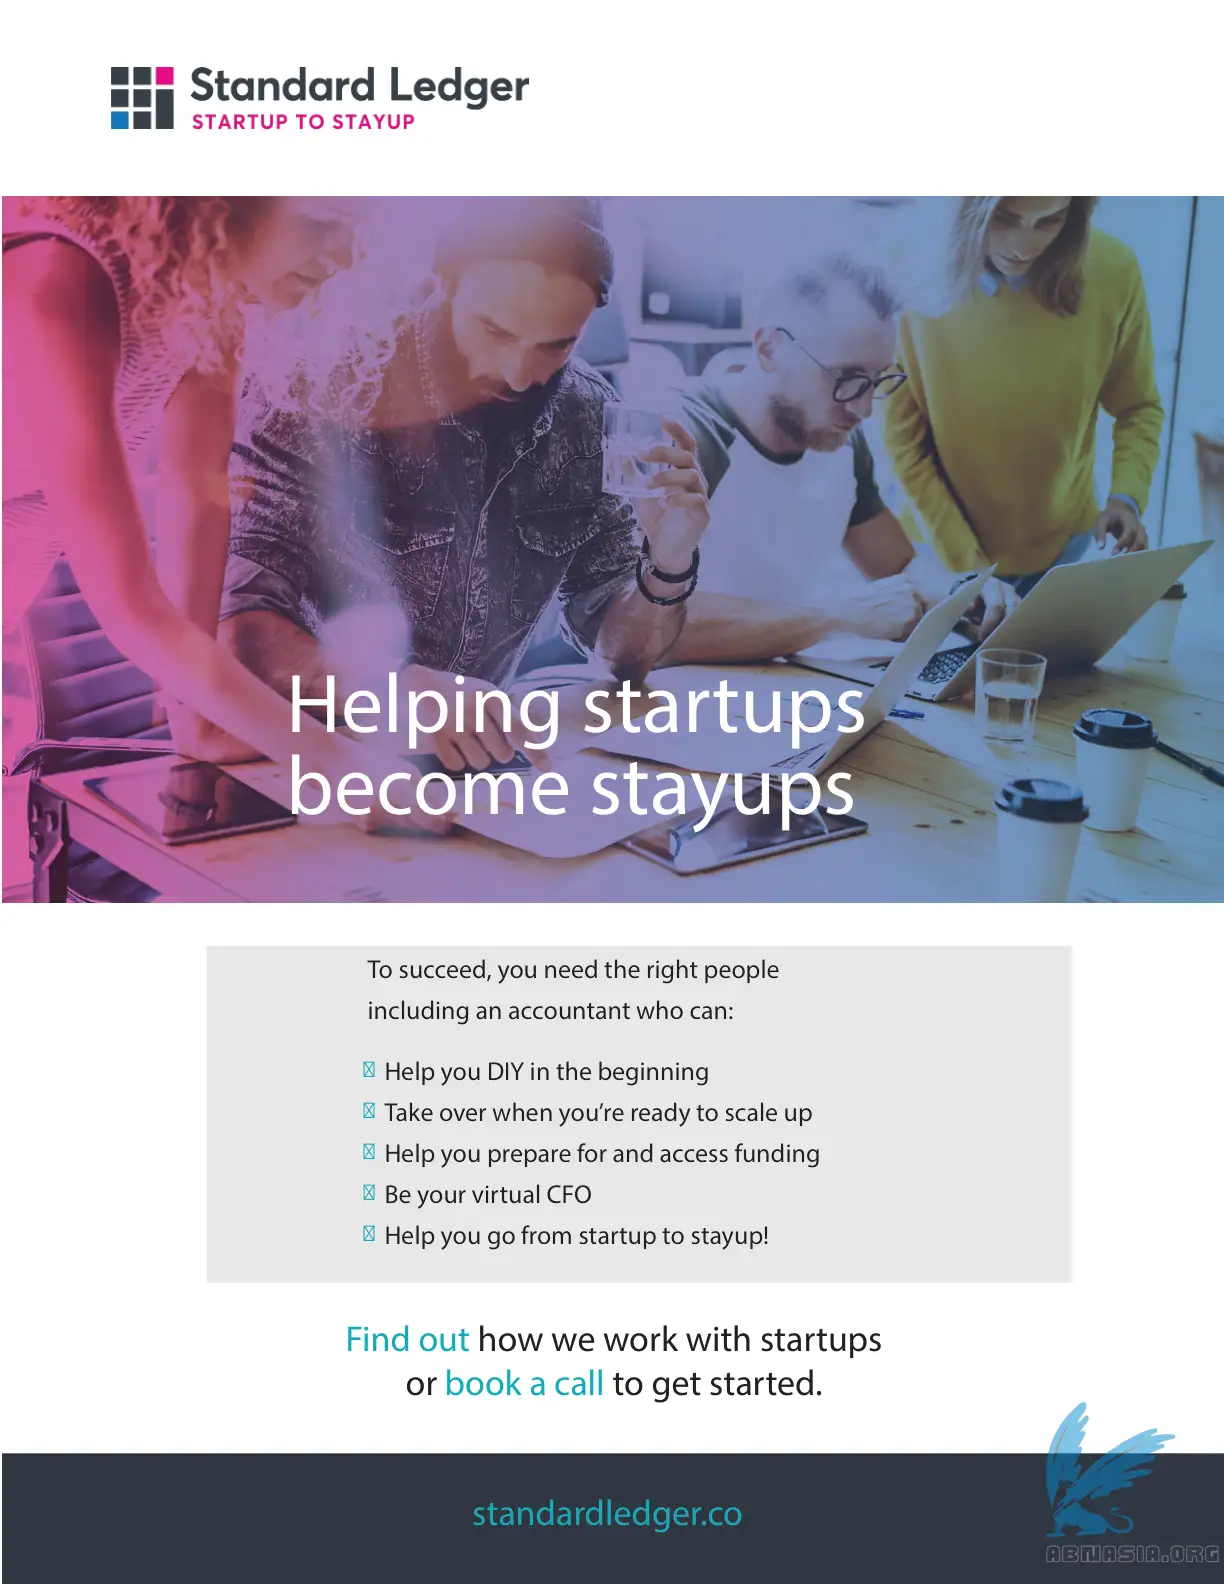 Standard Ledger
STARTUP TO STAYUP
Helping startups
become stayups
To succeed, you need the right people
including an accountant who can:
Help you DIY in the beginning
Take over when you’re ready to scale up
Help you prepare for and access funding
Be your virtual CFO
Help you go from startup to stayup!
Find out how we work with startups
or book a call to get started.
standardledger.co
ABNASIA.ORG